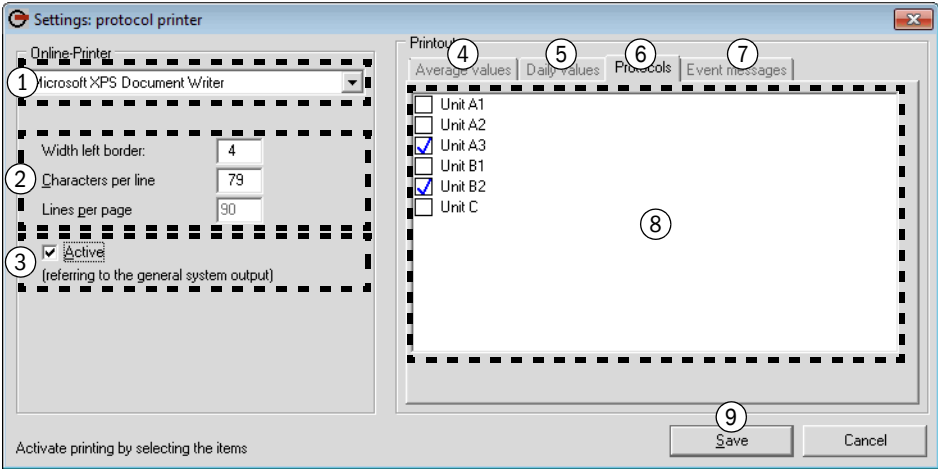 Settings: protocol printer
Online-Printer
1 Microsoft XPS Document Writer
2
Width left border: 4
Characters per line 79
Lines per page 90
3
Active
(referring to the general system output)
Printout
4 5 6 7
Average values Daily values Protocols Event messages
Unit A1
Unit A2
Unit A3
Unit B1
Unit B2
Unit C
8
9
Activate printing by selecting the items
Save Cancel